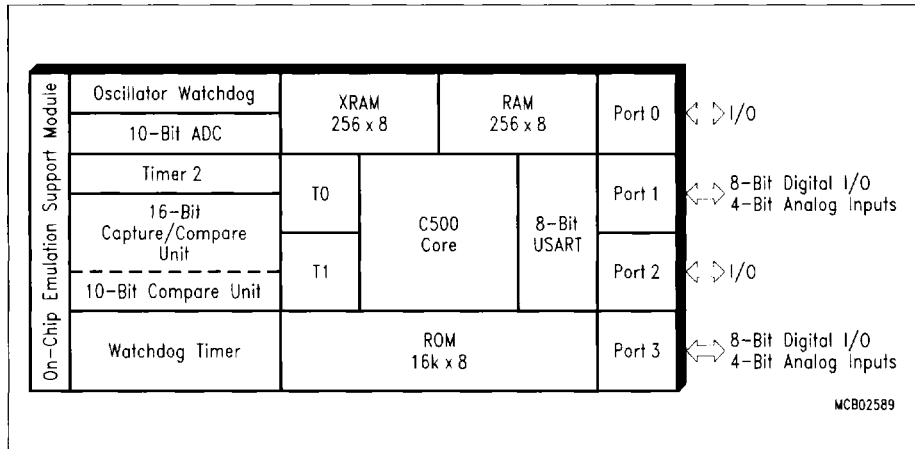 On-Chip Emulation Support Module
Oscillator Watchdog
10-Bit ADC
Timer 2
16-Bit
Capture/Compare
Unit
10-Bit Compare Unit
Watchdog Timer
XRAM
256 x 8
RAM
256 x 8
T0
T1
C500
Core
8-Bit
USART
ROM
16k x 8
Port 0
I/O
Port 1
8-Bit Digital I/O
4-Bit Analog Inputs
Port 2
I/O
Port 3
8-Bit Digital I/O
4-Bit Analog Inputs
MCB02589